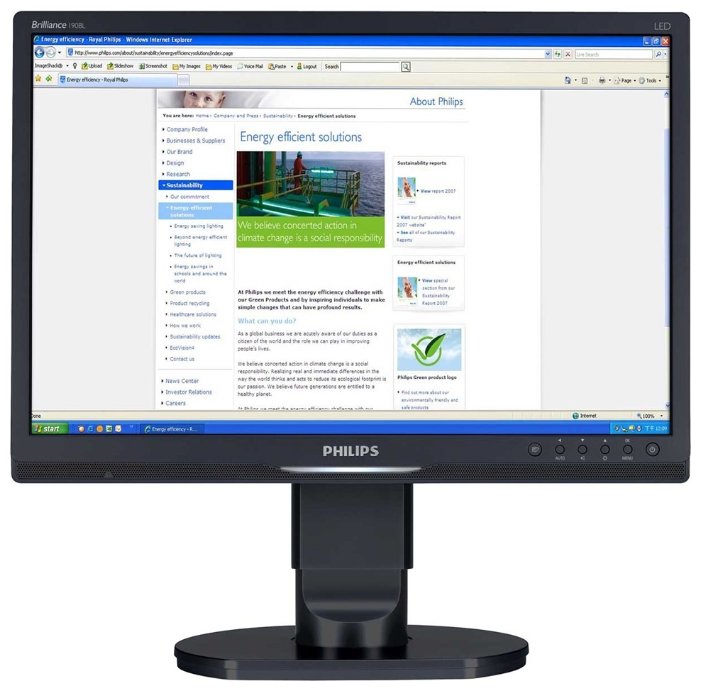 Brilliance 190BL
LED
Energy efficiency - Royal Philips - Windows Internet Explorer
http://www.philips.com/about/sustainability/energyefficiencysolutions/index.page
Live Search
ImageShack® Upload Slideshow Screenshot My Images My Videos Voice Mail Paste Logout Search
Energy efficiency - Royal Philips
Page Tools
About Philips
You are here: Home › Company and Press › Sustainability › Energy efficient solutions
Company Profile
Businesses & Suppliers
Our Brand
Design
Research
Sustainability
Our commitment
Energy efficient
solutions
Energy saving lighting
Beyond energy efficient
lighting
The future of lighting
Energy savings in
schools and around the
world
Green products
Product recycling
Healthcare solutions
How we work
Sustainability updates
EcoVision4
Contact us
News Center
Investor Relations
Careers
Energy efficient solutions
We believe concerted action in
climate change is a social responsibility
At Philips we meet the energy efficiency challenge with
our Green Products and by inspiring individuals to make
simple changes that can have profound results.
What can you do?
As a global business we are acutely aware of our duties as a
citizen of the world and the role we can play in improving
people's lives.
We believe concerted action in climate change is a social
responsibility. Realizing real and immediate differences in the
way the world thinks and acts to reduce its ecological footprint is
our passion. We believe future generations are entitled to a
healthy planet.
At Philips we meet the energy efficiency challenge with our
Sustainability reports
View report 2007
Visit our Sustainability Report
2007 website"
See all of our Sustainability
Reports
Energy efficient solutions
View special
section from our
Sustainability
Report 2007
Philips Green product logo
Find out more about our
environmentally friendly and
safe products
Done
Internet
100%
start
Energy efficiency - R...
下午 12:09
PHILIPS
AUTO
OK
MENU